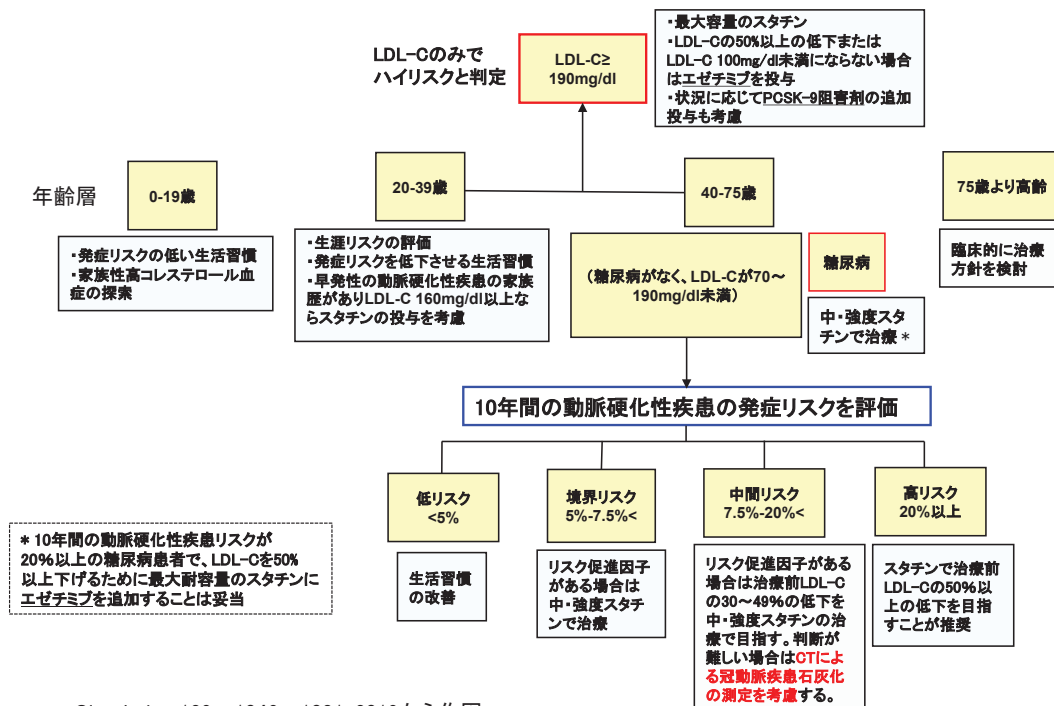 LDL-Cのみで
ハイリスクと判定
LDL-C≥
190mg/dl
・最大容量のスタチン
・LDL-Cの50%以上の低下または
LDL-C 100mg/dl未満にならない場合
はエゼチミブを投与
・状況に応じてPCSK-9阻害剤の追加
投与も考慮
年齢層
0-19歳
20-39歳
40-75歳
75歳より高齢
・発症リスクの低い生活習慣
・家族性高コレステロール血
症の探索
・生涯リスクの評価
・発症リスクを低下させる生活習慣
・早発性の動脈硬化性疾患の家族
歴がありLDL-C 160mg/dl以上な
らスタチンの投与を考慮
(糖尿病がなく、LDL-Cが70～
190mg/dl未満)
糖尿病
中・強度スタ
チンで治療 *
臨床的に治療
方針を検討
10年間の動脈硬化性疾患の発症リスクを評価
低リスク
<5%
境界リスク
5%-7.5%<
中間リスク
7.5%-20%<
高リスク
20%以上
生活習慣
の改善
リスク促進因子
がある場合は
中・強度スタチ
ンで治療
リスク促進因子がある
場合は治療前LDL-C
の30～49%の低下を
中・強度スタチンの治
療で目指す。判断が
難しい場合はCTによ
る冠動脈疾患石灰化
の測定を考慮する。
スタチンで治療前
LDL-Cの50%以
上の低下を目指
すことが推奨
* 10年間の動脈硬化性疾患リスクが
20%以上の糖尿病患者で、LDL-Cを50%
以上下げるために最大耐容量のスタチンに
エゼチミブを追加することは妥当